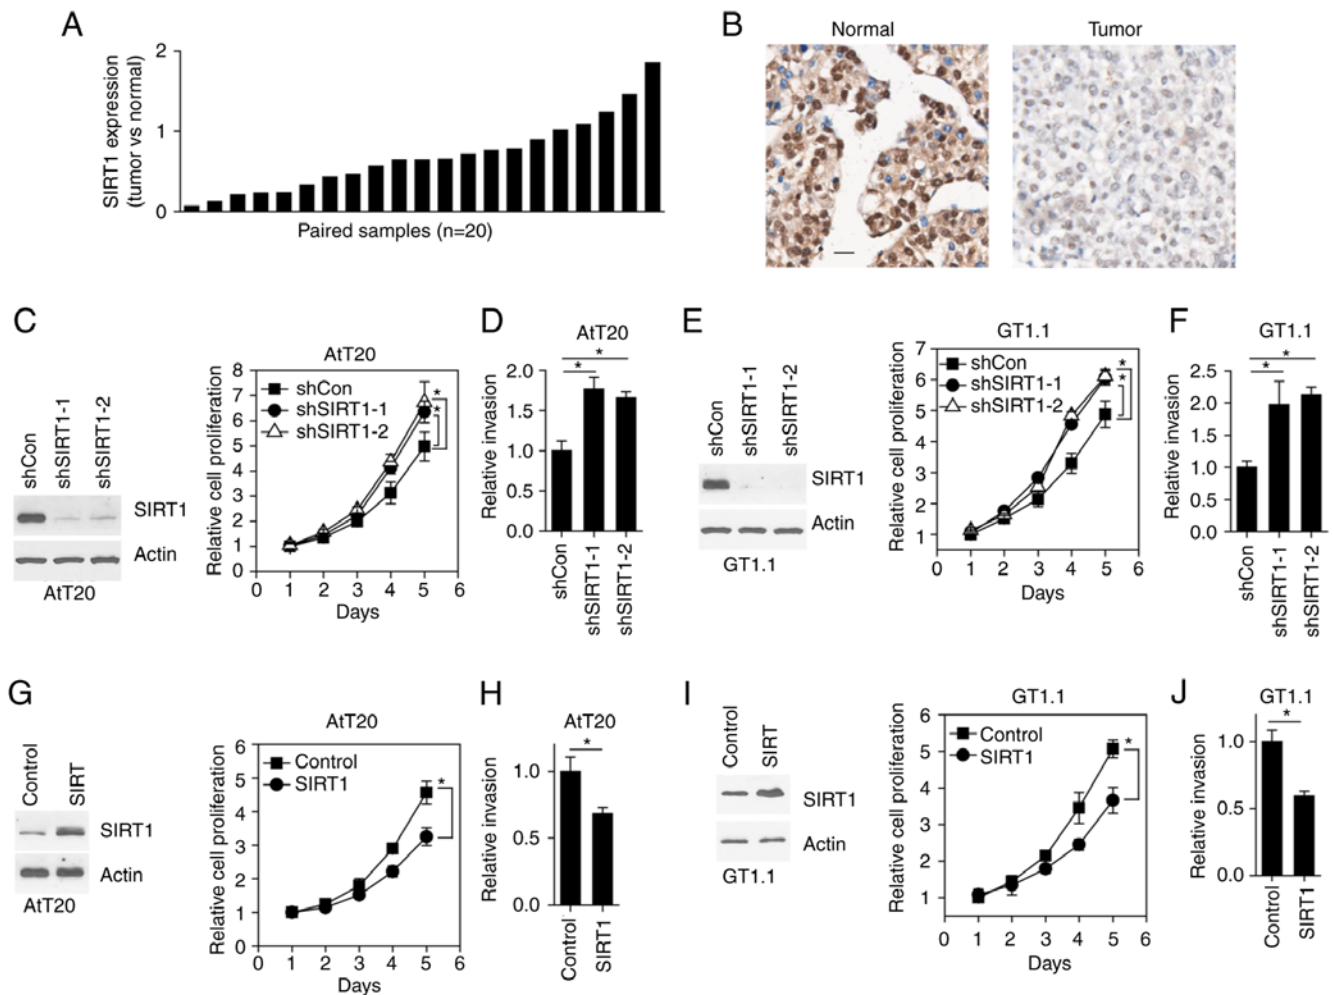 A
SIRT1 expression
(tumor vs normal)
2
1
0
Paired samples (n=20)
B
Normal
Tumor
C
shCon
shSIRT1-1
shSIRT1-2
SIRT1
Actin
AtT20
AtT20
Relative cell proliferation
8
7
6
5
4
3
2
1
0
shCon
shSIRT1-1
shSIRT1-2
*
*
0 1 2 3 4 5 6
Days
D
AtT20
*
*
Relative invasion
2.0
1.5
1.0
0.5
0.0
shCon
shSIRT1-1
shSIRT1-2
E
shCon
shSIRT1-1
shSIRT1-2
SIRT1
Actin
GT1.1
GT1.1
Relative cell proliferation
7
6
5
4
3
2
1
shCon
shSIRT1-1
shSIRT1-2
*
*
0 1 2 3 4 5 6
Days
F
GT1.1
*
*
Relative invasion
2.5
2.0
1.5
1.0
0.5
0.0
shCon
shSIRT1-1
shSIRT1-2
G
Control
SIRT
SIRT1
Actin
AtT20
AtT20
Relative cell proliferation
6
5
4
3
2
1
0
Control
SIRT1
*
0 1 2 3 4 5 6
Days
H
AtT20
*
Relative invasion
1.0
0.5
0.0
Control
SIRT1
I
Control
SIRT
SIRT1
Actin
GT1.1
GT1.1
Relative cell proliferation
6
5
4
3
2
1
Control
SIRT1
*
0 1 2 3 4 5 6
Days
J
GT1.1
*
Relative invasion
1.0
0.5
0.0
Control
SIRT1